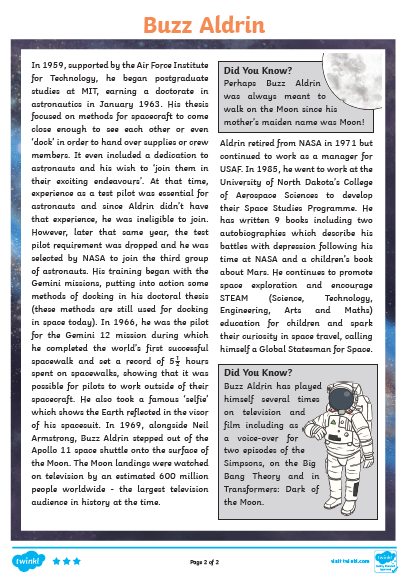 Buzz Aldrin
In 1959, supported by the Air Force Institute
for Technology, he began postgraduate
studies at MIT, earning a doctorate in
astronautics in January 1963. His thesis
focused on methods for spacecraft to come
close enough to see each other or even
‘dock’ in order to hand over supplies or crew
members. It even included a dedication to
astronauts and his wish to ‘join them in
their exciting endeavours’. At that time,
experience as a test pilot was essential for
astronauts and since Aldrin didn’t have
that experience, he was ineligible to join.
However, later that same year, the test
pilot requirement was dropped and he was
selected by NASA to join the third group
of astronauts. His training began with the
Gemini missions, putting into action some
methods of docking in his doctoral thesis
(these methods are still used for docking
in space today). In 1966, he was the pilot
for the Gemini 12 mission during which
he completed the world’s first successful
spacewalk and set a record of 5½ hours
spent on spacewalks, showing that it was
possible for pilots to work outside of their
spacecraft. He also took a famous ‘selfie’
which shows the Earth reflected in the visor
of his spacesuit. In 1969, alongside Neil
Armstrong, Buzz Aldrin stepped out of the
Apollo 11 space shuttle onto the surface of
the Moon. The Moon landings were watched
on television by an estimated 600 million
people worldwide - the largest television
audience in history at the time.
Did You Know?
Perhaps Buzz Aldrin
was always meant to
walk on the Moon since his
mother’s maiden name was Moon!
Aldrin retired from NASA in 1971 but
continued to work as a manager for
USAF. In 1985, he went to work at the
University of North Dakota’s College
of Aerospace Sciences to develop
their Space Studies Programme. He
has written 9 books including two
autobiographies which describe his
battles with depression following his
time at NASA and a children’s book
about Mars. He continues to promote
space exploration and encourage
STEAM (Science, Technology,
Engineering, Arts and Maths)
education for children and spark
their curiosity in space travel, calling
himself a Global Statesman for Space.
Did You Know?
Buzz Aldrin has played
himself several times
on television and
film including as
a voice-over for
two episodes of the
Simpsons, on the Big
Bang Theory and in
Transformers: Dark of
the Moon.
twinkl
Page 2 of 2
visit twinkl.com
twinkl